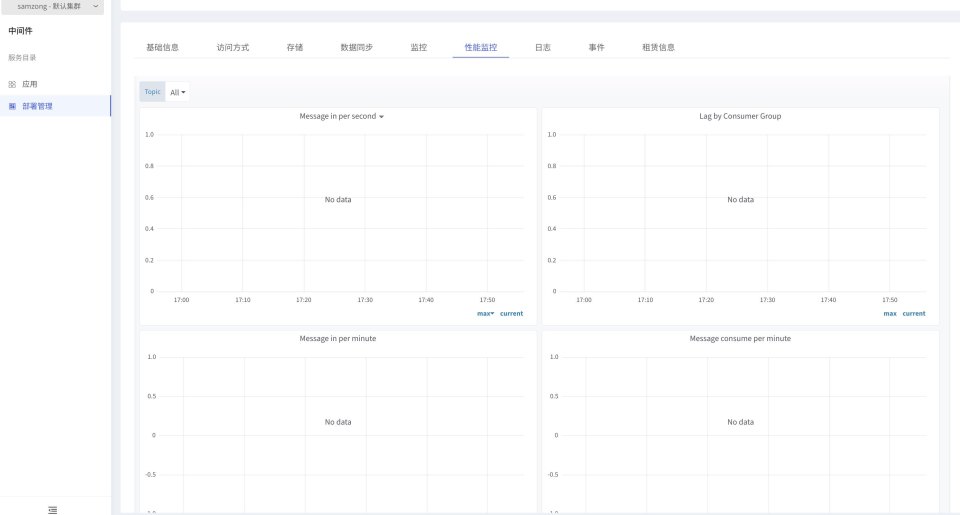 samzong - 默认集群
中间件
服务目录
应用
部署管理
基础信息 访问方式 存储 数据同步 监控 性能监控 日志 事件 租赁信息
Topic All
Message in per second
1.0
0.8
0.6
0.4
0.2
0
No data
17:00 17:10 17:20 17:30 17:40 17:50
max current
Lag by Consumer Group
1.0
0.8
0.6
0.4
0.2
0
No data
17:00 17:10 17:20 17:30 17:40 17:50
max current
Message in per minute
1.0
0.5
0
-0.5
-1.0
No data
Message consume per minute
1.0
0.5
0
-0.5
-1.0
No data